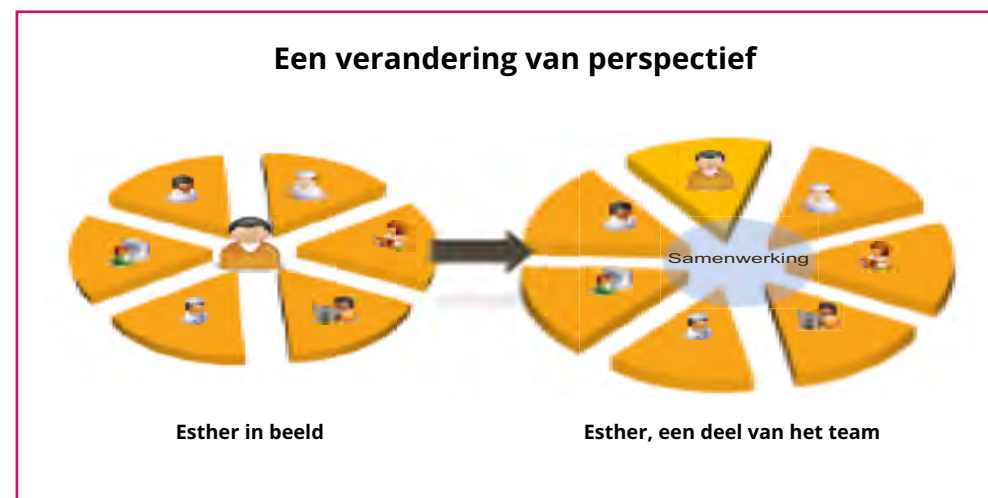 Een verandering van perspectief
Samenwerking
Esther in beeld
Esther, een deel van het team